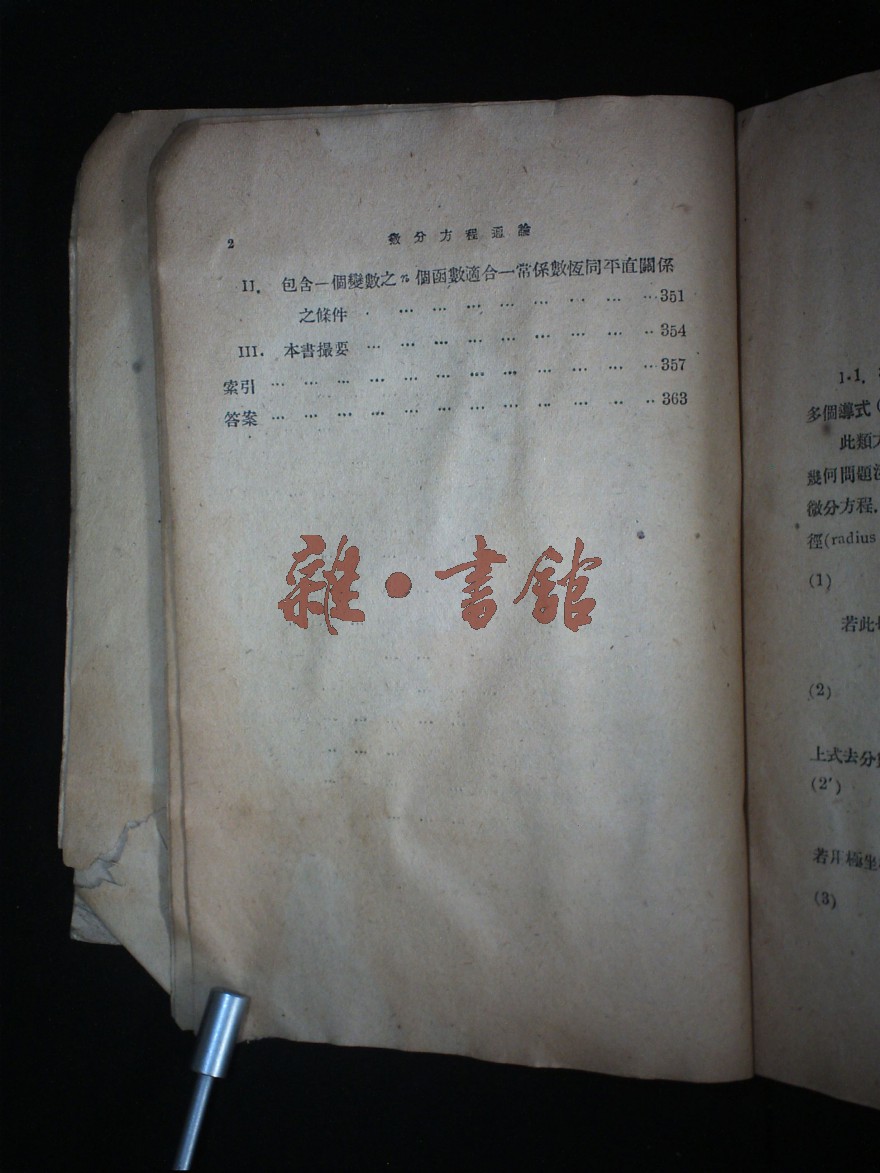 2
微分方程通論
II. 包含一個變數之 n 個函數適合一常係數恆同平直關係
之條件 · ··· ··· ··· ··· ··· ·· ··· ··· ···351
III. 本書撮要 ··· ··· ··· ··· ··· ··· ··· ··· ··354
索引 ··· ··· ··· ··· ··· ··· ··· ··· ··· ··· ··· ···357
答案 ··· ··· ··· ··· ··· ··· ··· ··· ··· ··· ··· ··363
雜·書館
1·1.
多個導式（
此類
幾何問題
微分方程,
徑(radius
(1)
若此
(2)
上式去分
(2′)
若用極坐
(3)